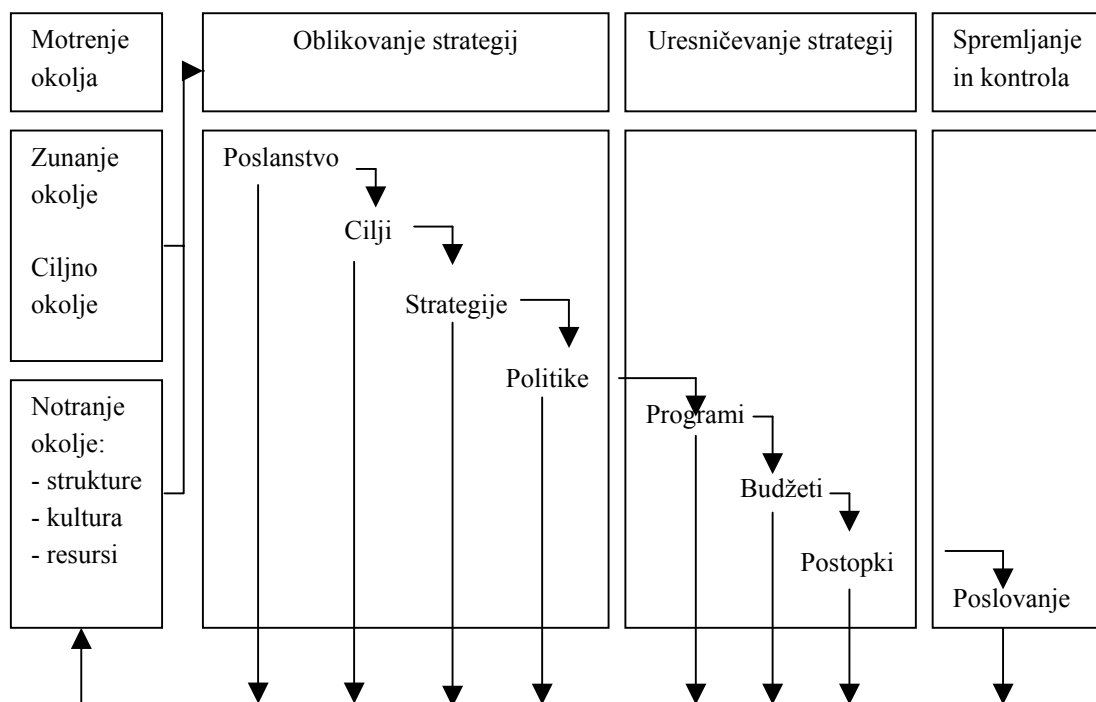 Motrenje
okolja
Oblikovanje strategij
Uresničevanje strategij
Spremljanje
in kontrola
Zunanje
okolje
Ciljno
okolje
Notranje
okolje:
- strukture
- kultura
- resursi
Poslanstvo
Cilji
Strategije
Politike
Programi
Budžeti
Postopki
Poslovanje